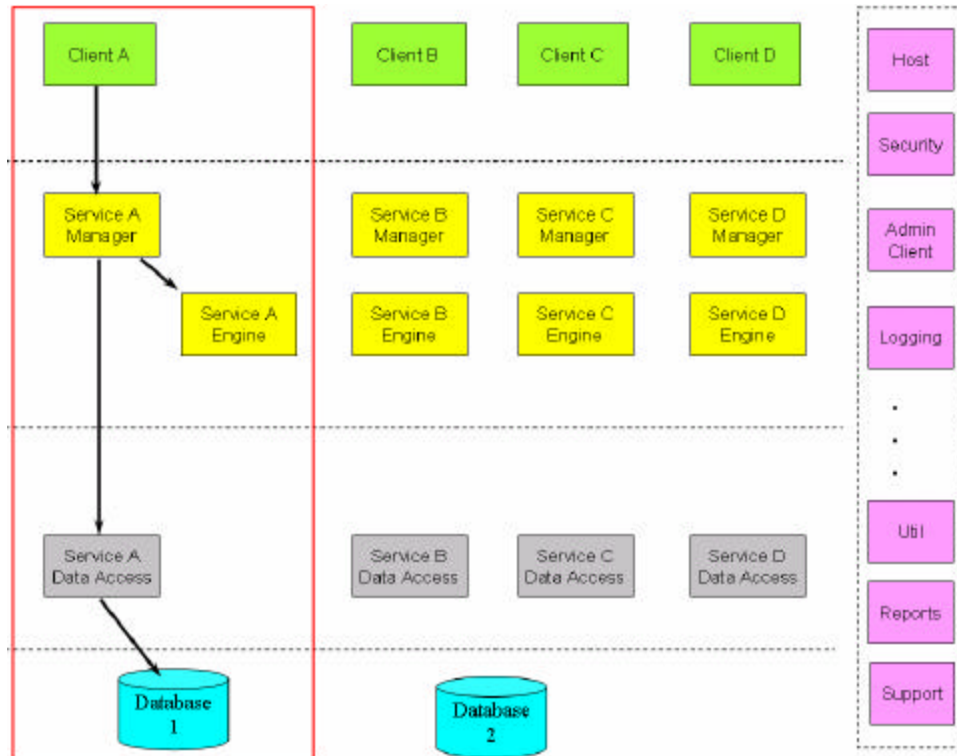 Client A
Client B
Client C
Client D
Host
Security
Service A
Manager
Service B
Manager
Service C
Manager
Service D
Manager
Admin
Client
Service A
Engine
Service B
Engine
Service C
Engine
Service D
Engine
Logging
Service A
Data Access
Service B
Data Access
Service C
Data Access
Service D
Data Access
Util
Reports
Database
1
Database
2
Support